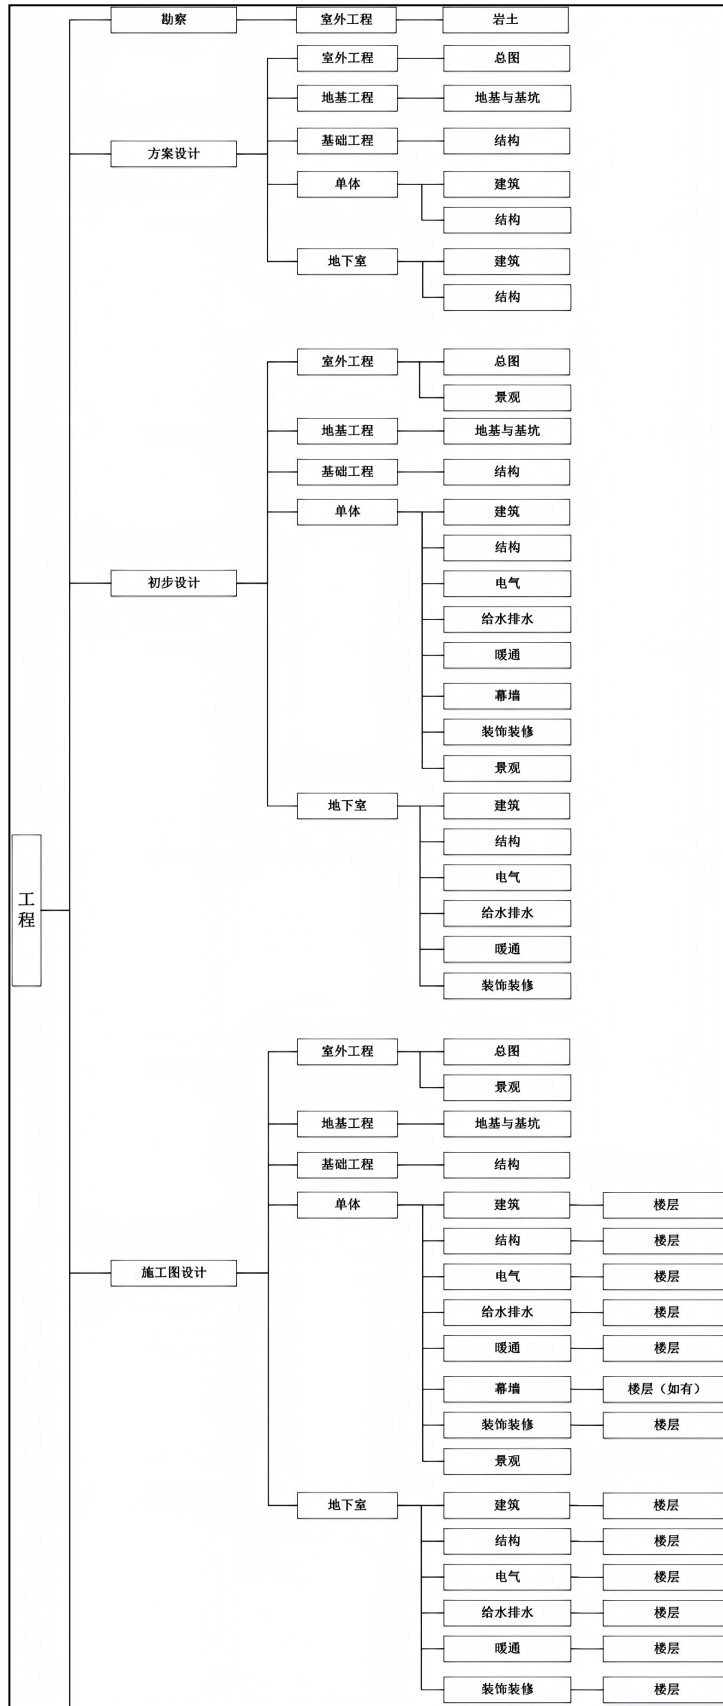 勘察 室外工程 岩土
室外工程 总图
地基工程 地基与基坑
基础工程 结构
方案设计
单体 建筑
结构
地下室 建筑
结构
室外工程 总图
景观
地基工程 地基与基坑
基础工程 结构
单体 建筑
结构
初步设计 电气
给水排水
暖通
幕墙
装饰装修
景观
地下室 建筑
结构
电气
工程
给水排水
暖通
装饰装修
室外工程 总图
景观
地基工程 地基与基坑
基础工程 结构
单体 建筑 楼层
结构 楼层
施工图设计 电气 楼层
给水排水 楼层
暖通 楼层
幕墙 楼层（如有）
装饰装修 楼层
景观
地下室 建筑 楼层
结构 楼层
电气 楼层
给水排水 楼层
暖通 楼层
装饰装修 楼层